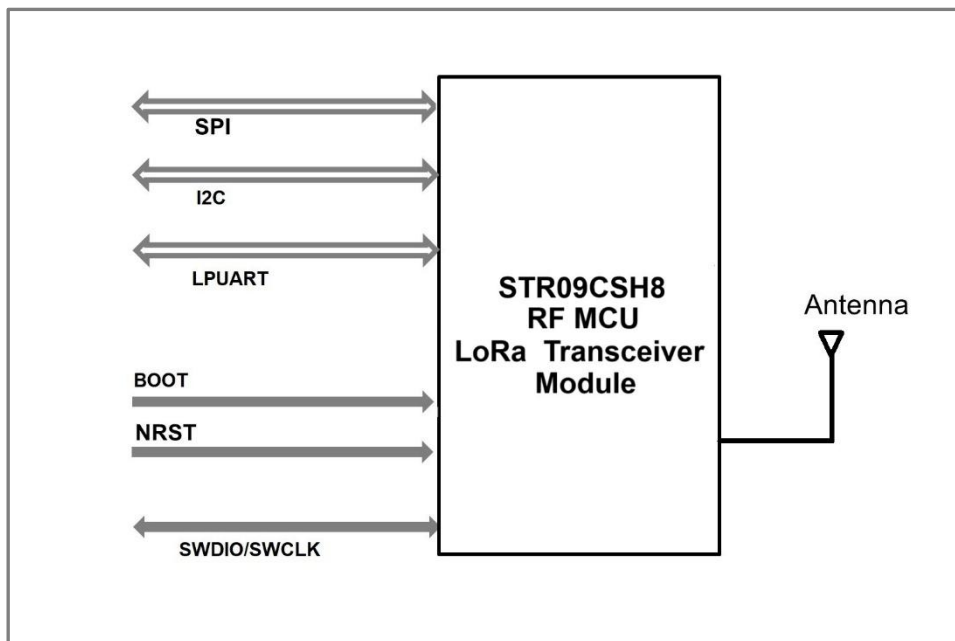 SPI
I2C
LPUART
BOOT
NRST
SWDIO/SWCLK
STR09CSH8
RF MCU
LoRa Transceiver
Module
Antenna